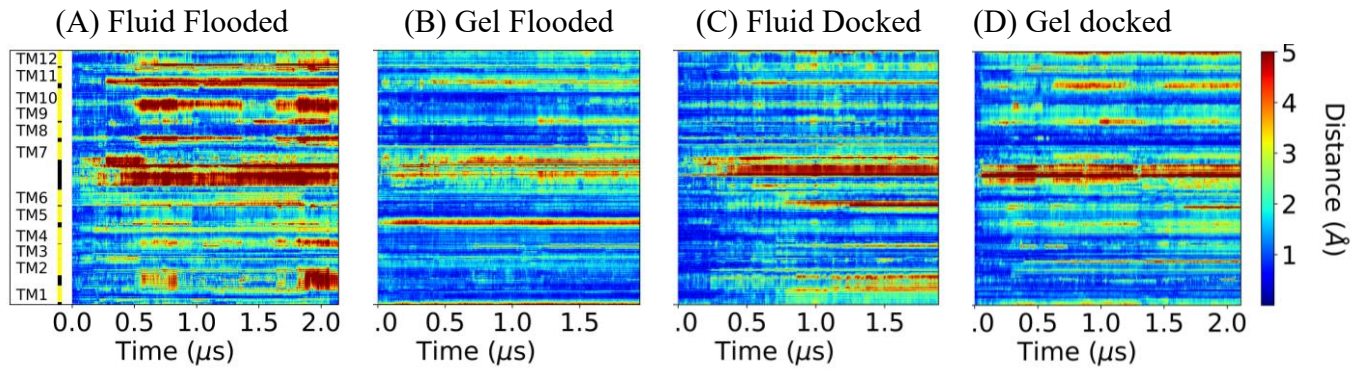 (A) Fluid Flooded
(B) Gel Flooded
(C) Fluid Docked
(D) Gel docked
TM12
TM11
TM10
TM9
TM8
TM7
TM6
TM5
TM4
TM3
TM2
TM1
0.0 0.5 1.0 1.5 2.0
Time (μs)
.0 0.5 1.0 1.5
Time (μs)
.0 0.5 1.0 1.5
Time (μs)
.0 0.5 1.0 1.5 2.0
Time (μs)
5
4
3
2
1
Distance (Å)